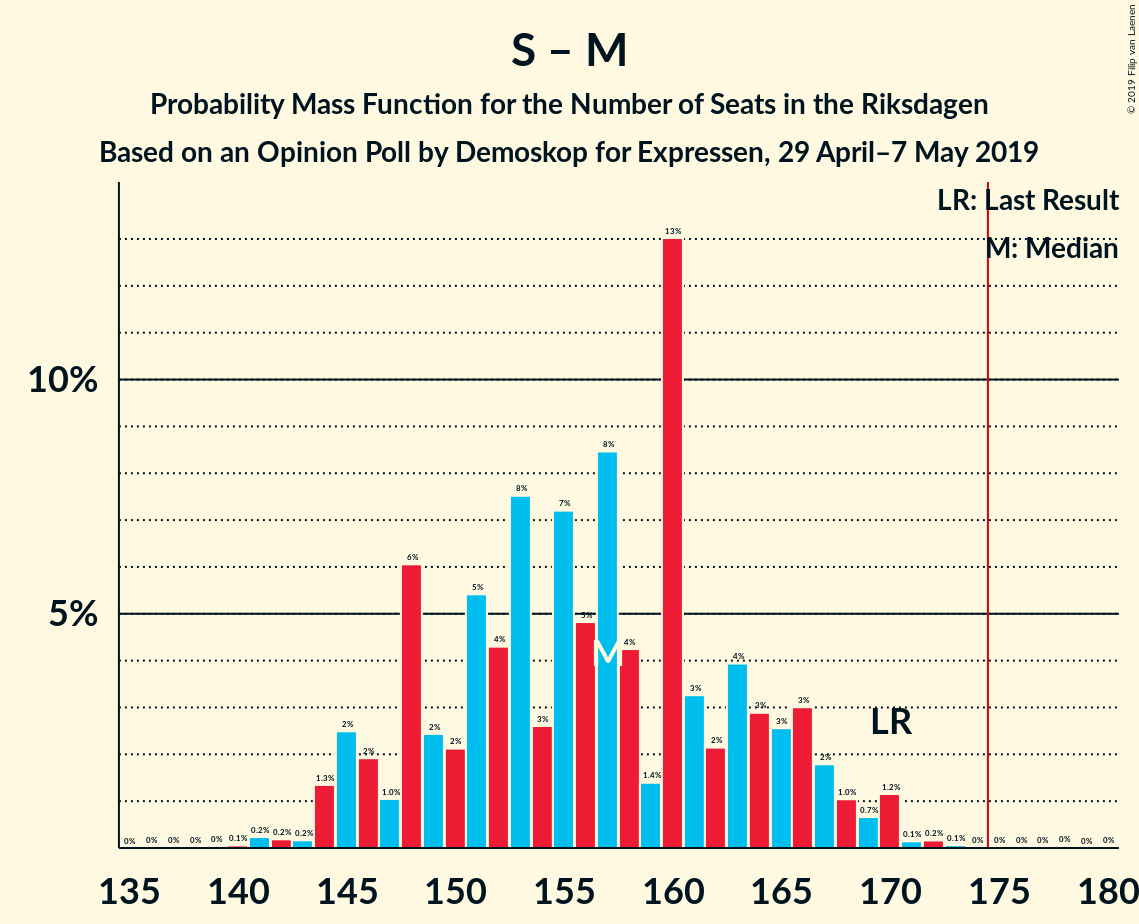 S – M
Probability Mass Function for the Number of Seats in the Riksdagen
Based on an Opinion Poll by Demoskop for Expressen, 29 April–7 May 2019
© 2019 Filip van Laenen
LR: Last Result
M: Median
10%
5%
0% 0% 0% 0% 0% 0.1% 0.2% 0.2% 0.2% 1.3% 2% 2% 1.0% 6% 2% 2% 5% 4% 8% 3% 7% 5% 8% 4% 1.4% 13% 3% 2% 4% 3% 3% 3% 2% 1.0% 0.7% 1.2% 0.1% 0.2% 0.1% 0% 0% 0% 0% 0% 0% 0%
M
LR
135 140 145 150 155 160 165 170 175 180